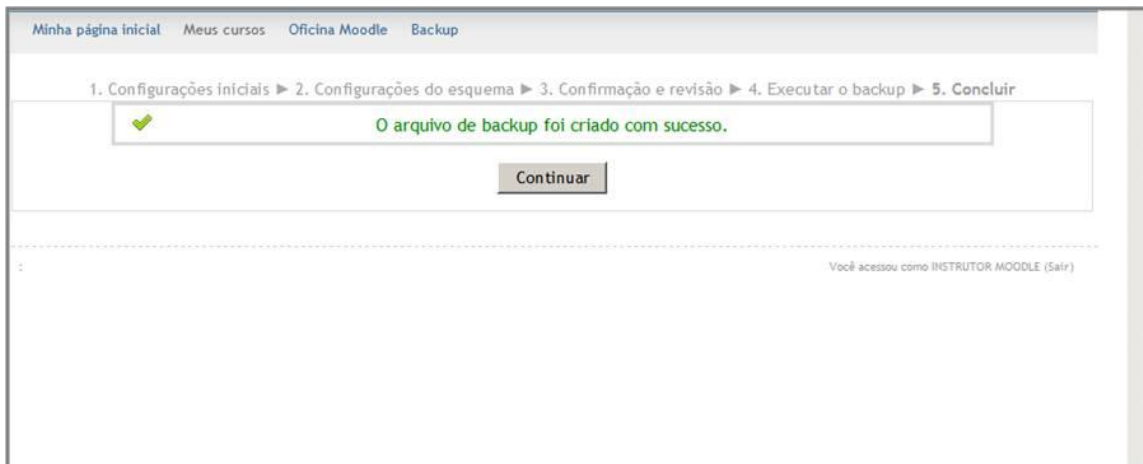 Minha página inicial Meus cursos Oficina Moodle Backup
1. Configurações iniciais ► 2. Configurações do esquema ► 3. Confirmação e revisão ► 4. Executar o backup ► 5. Concluir
O arquivo de backup foi criado com sucesso.
Continuar
: Você acessou como INSTRUTOR MOODLE (Sair)